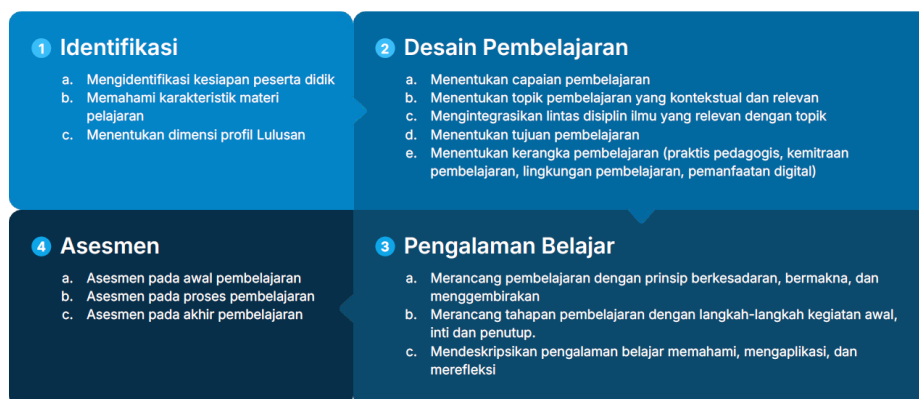 1 Identifikasi
a. Mengidentifikasi kesiapan peserta didik
b. Memahami karakteristik materi
pelajaran
c. Menentukan dimensi profil Lulusan
2 Desain Pembelajaran
a. Menentukan capaian pembelajaran
b. Menentukan topik pembelajaran yang kontekstual dan relevan
c. Mengintegrasikan lintas disiplin ilmu yang relevan dengan topik
d. Menentukan tujuan pembelajaran
e. Menentukan kerangka pembelajaran (praktis pedagogis, kemitraan
pembelajaran, lingkungan pembelajaran, pemanfaatan digital)
4 Asesmen
a. Asesmen pada awal pembelajaran
b. Asesmen pada proses pembelajaran
c. Asesmen pada akhir pembelajaran
3 Pengalaman Belajar
a. Merancang pembelajaran dengan prinsip berkesadaran, bermakna, dan
menggembirakan
b. Merancang tahapan pembelajaran dengan langkah-langkah kegiatan awal,
inti dan penutup.
c. Mendeskripsikan pengalaman belajar memahami, mengaplikasi, dan
merefleksi